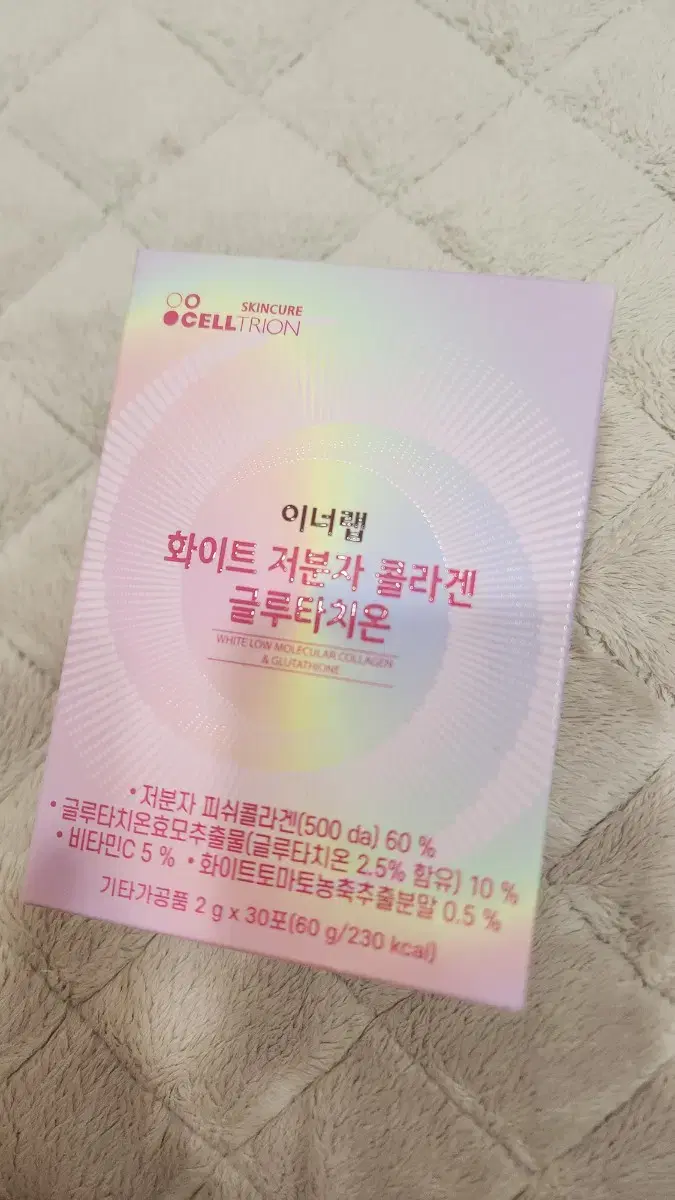 SKINCURE
CELLTRION
이너랩
화이트 저분자 콜라겐
글루타치온
WHITE LOW MOLECULAR COLLAGEN
& GLUTATHIONE
• 저분자 피쉬콜라겐(500 da) 60 %
• 글루타치온효모추출물(글루타치온 2.5% 함유) 10 %
• 비타민C 5 % • 화이트토마토농축추출분말 0.5 %
기타가공품 2 g x 30포(60 g/230 kcal)